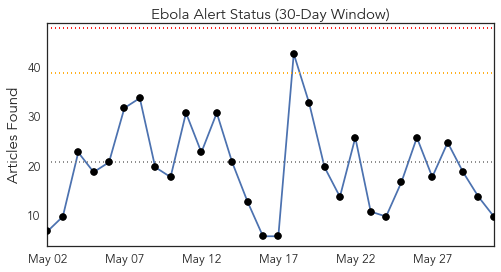 Ebola Alert Status (30-Day Window)
Articles Found
40
30
20
10
May 02 May 07 May 12 May 17 May 22 May 27